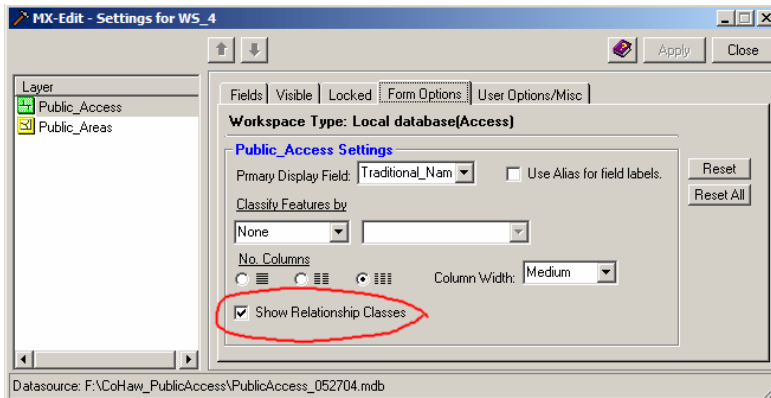 MX-Edit - Settings for WS_4
Apply Close
Layer
Public_Access
Public_Areas
Fields Visible Locked Form Options User Options/Misc
Workspace Type: Local database(Access)
Public_Access Settings
Prmary Display Field: Traditional_Nam Use Alias for field labels.
Reset
Classify Features by
Reset All
None
No. Columns
Column Width: Medium
Show Relationship Classes
Datasource: F:\CoHaw_PublicAccess\PublicAccess_052704.mdb